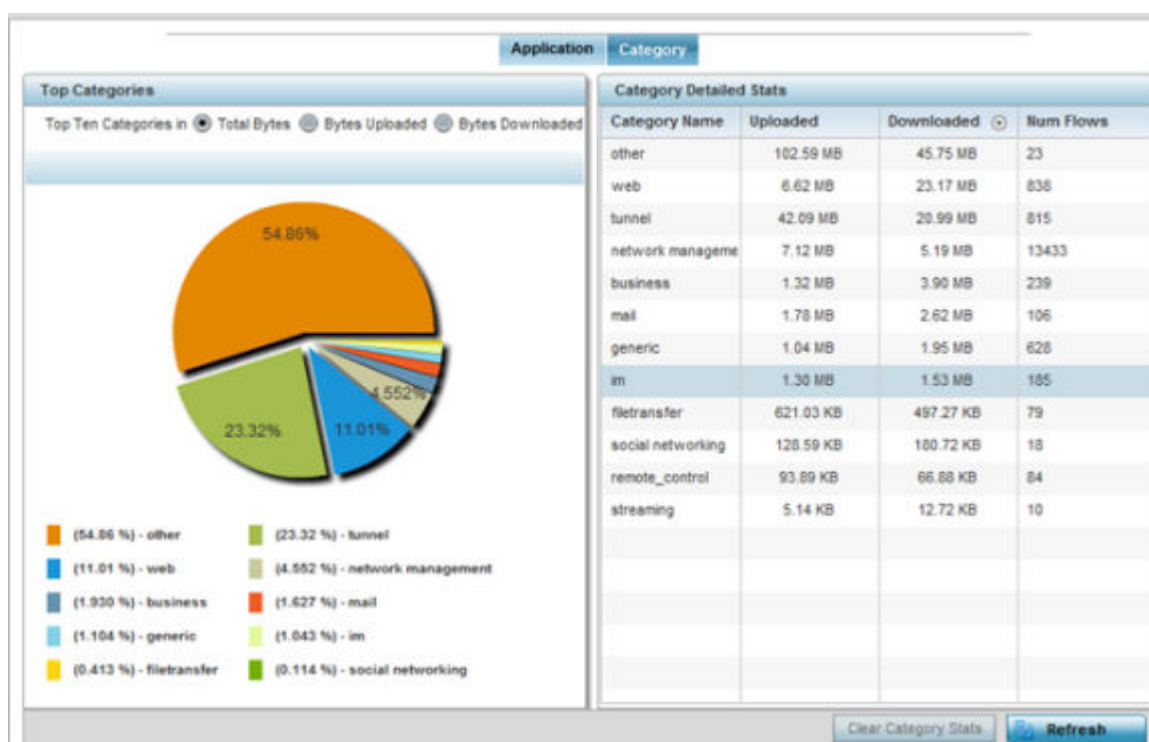 Application Category
Top Categories
Top Ten Categories in Total Bytes Bytes Uploaded Bytes Downloaded
54.86%
4.552%
23.32%
11.01%
(54.86 %) - other
(23.32 %) - tunnel
(11.01 %) - web
(4.552 %) - network management
(1.930 %) - business
(1.627 %) - mail
(1.104 %) - generic
(1.043 %) - im
(0.413 %) - filetransfer
(0.114 %) - social networking
Category Detailed Stats
Category Name Uploaded Downloaded Num Flows
other 102.59 MB 45.75 MB 23
web 6.62 MB 23.17 MB 838
tunnel 42.09 MB 20.99 MB 815
network manageme 7.12 MB 5.19 MB 13433
business 1.32 MB 3.90 MB 239
mail 1.78 MB 2.62 MB 106
generic 1.04 MB 1.95 MB 628
im 1.30 MB 1.53 MB 185
filetransfer 621.03 KB 497.27 KB 79
social networking 128.59 KB 180.72 KB 18
remote_control 93.89 KB 66.88 KB 84
streaming 5.14 KB 12.72 KB 10
Clear Category Stats Refresh